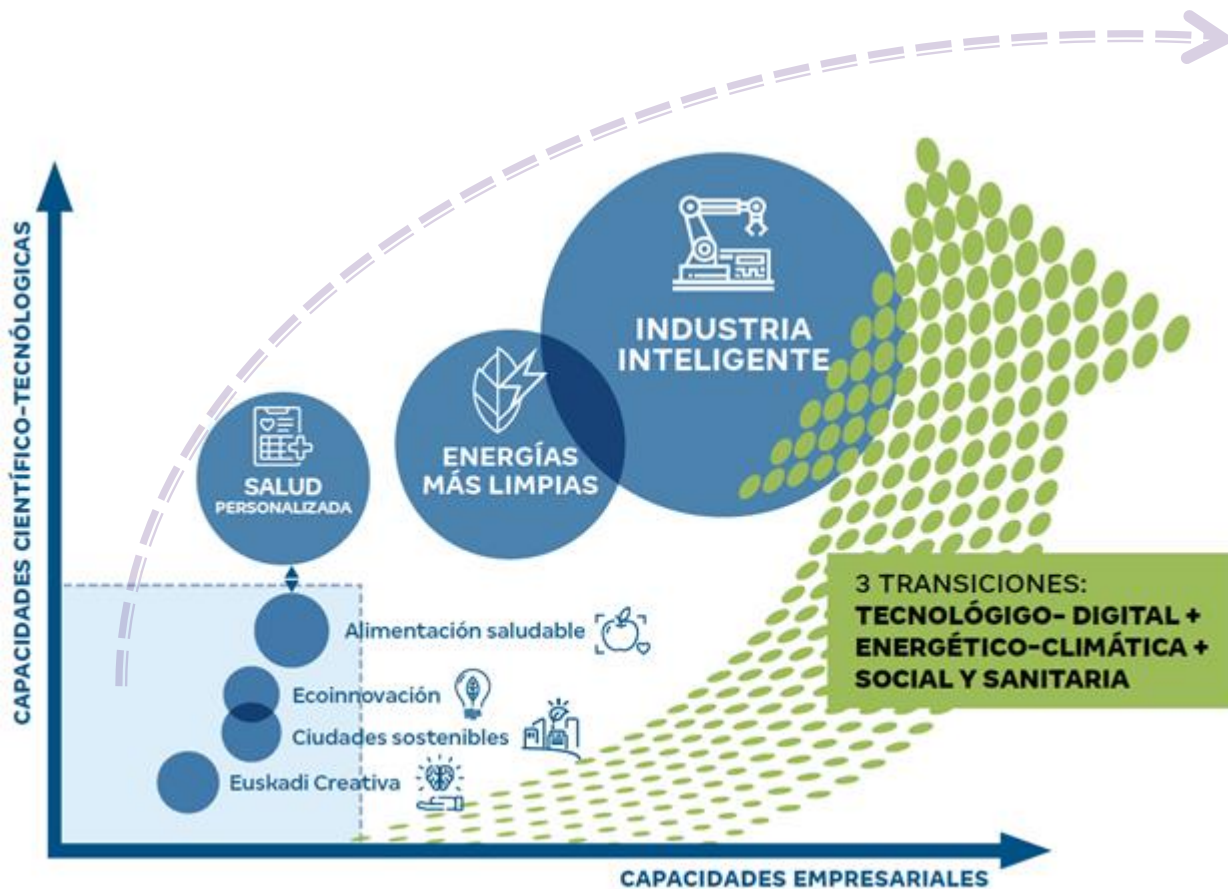 CAPACIDADES CIENTÍFICO-TECNÓLOGICAS
INDUSTRIA
INTELIGENTE
ENERGÍAS
MÁS LIMPIAS
SALUD
PERSONALIZADA
3 TRANSICIONES:
TECNOLÓGIGO- DIGITAL +
ENERGÉTICO-CLIMÁTICA +
SOCIAL Y SANITARIA
Alimentación saludable
Ecoinnovación
Ciudades sostenibles
Euskadi Creativa
CAPACIDADES EMPRESARIALES